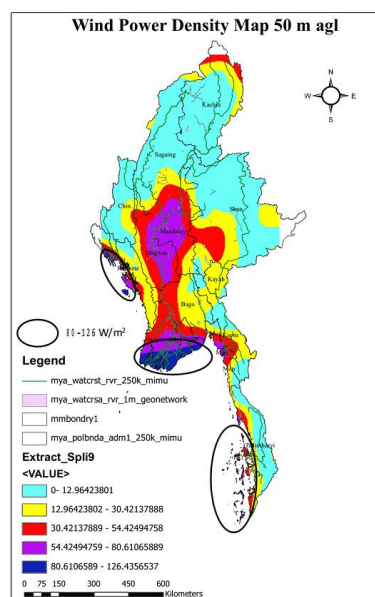 Wind Power Density Map 50 m agl
N
W E
S
Kachin
Sagaing
Chin
Shan
Mandalay
Magway
Rakhine
Kayah
Bago
80-126 W/m²
Legend
mya_watcrst_rvr_250k_mimu
mya_watcrsa_rvr_1m_geonetwork
mmbondry1
mya_polbnda_adm1_250k_mimu
Extract_Spli9
<VALUE>
0- 12.96423801
12.96423802 - 30.42137888
30.42137889 - 54.42494758
54.42494759 - 80.61065889
80.6106589 - 126.4356537
0 75 150 300 450 600
Kilometers